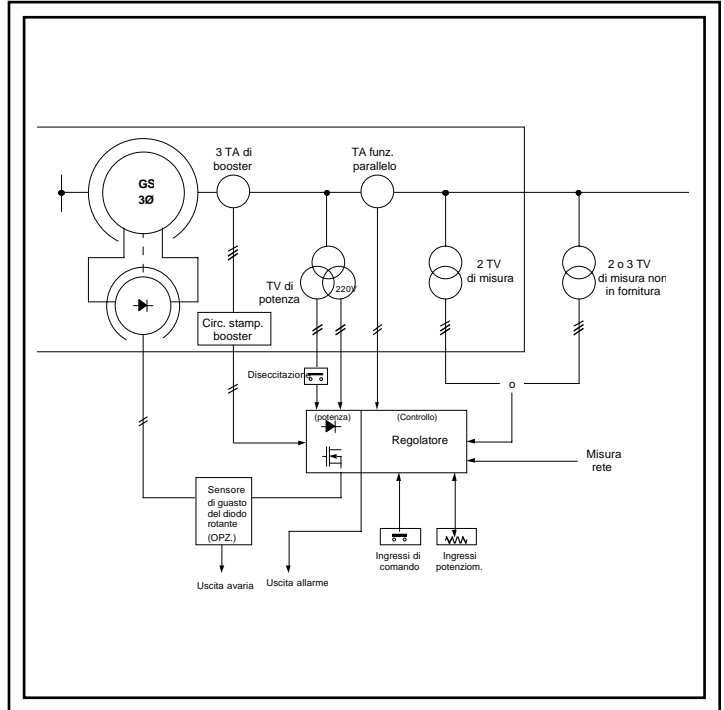 3 TA di
booster
TA funz.
parallelo
GS
3Ø
TV di
potenza
220V
2 TV
di misura
2 o 3 TV
di misura non
in fornitura
Circ. stamp.
booster
Diseccitazione
o
(potenza)
(Controllo)
Regolatore
Misura
rete
Sensore
di guasto
del diodo
rotante
(OPZ.)
Ingressi di
comando
Ingressi
potenziom.
Uscita avaria
Uscita allarme